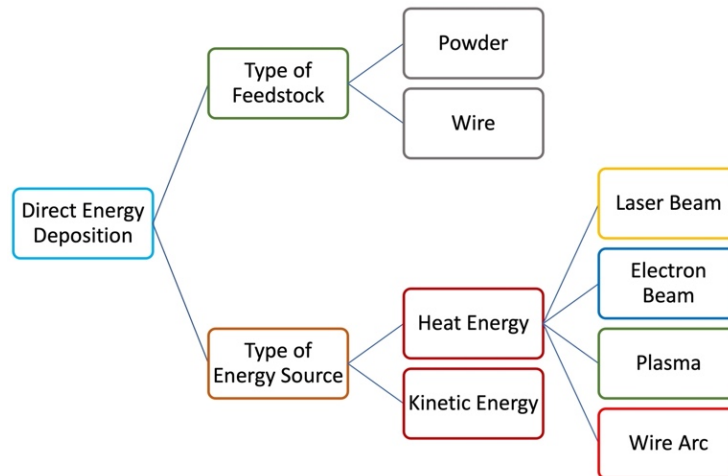 Powder
Type of
Feedstock
Wire
Direct Energy
Deposition
Laser Beam
Electron
Beam
Heat Energy
Type of
Energy Source
Plasma
Kinetic Energy
Wire Arc